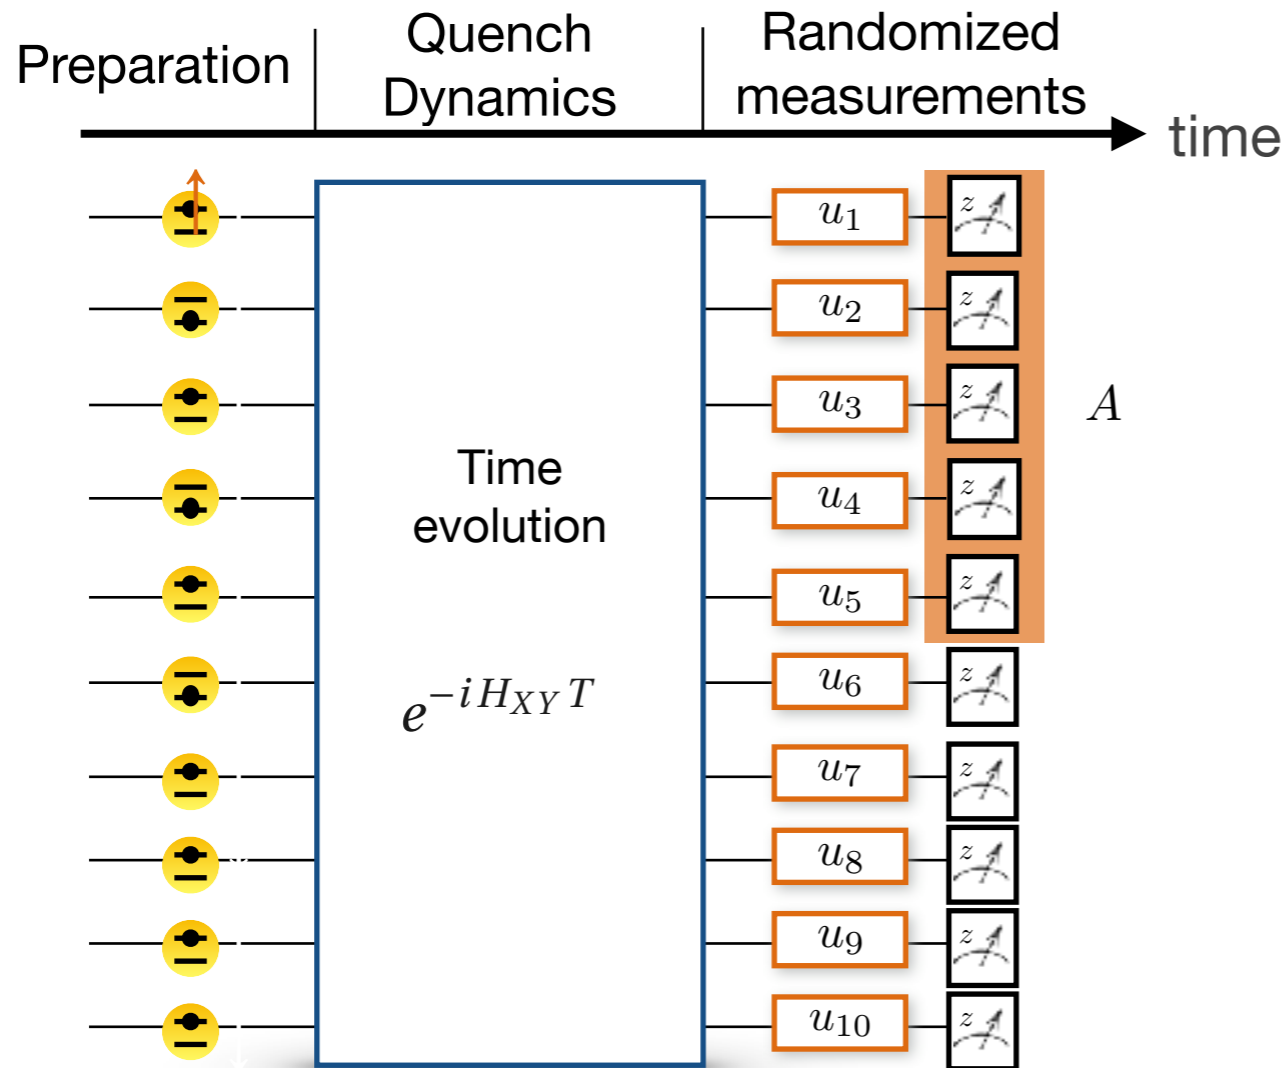 Preparation
Quench
Dynamics
Randomized
measurements
time
u₁
z
u₂
z
u₃
z
A
u₄
z
Time
evolution
u₅
z
u₆
z
e^{-iH_{XY}T}
u₇
z
u₈
z
u₉
z
u₁₀
z